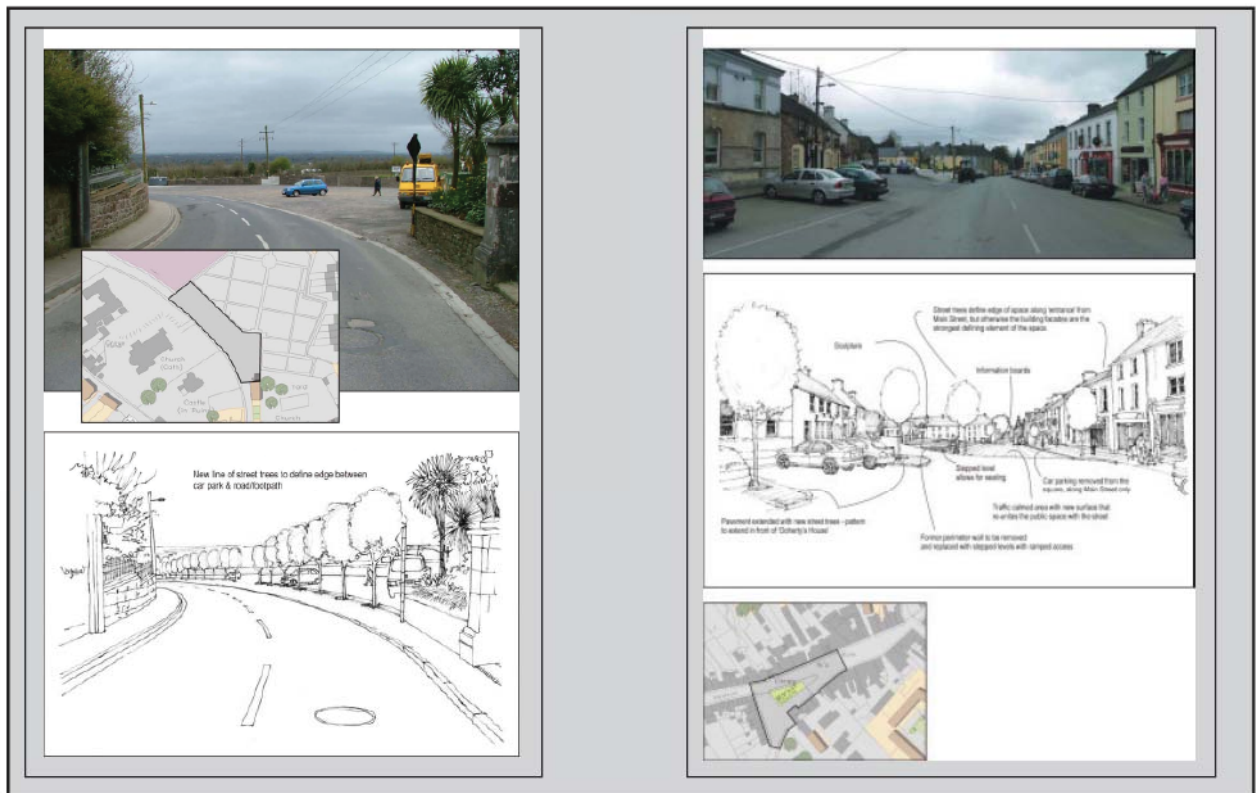 Church
(Cath)
Castle
(in Ruins)
Yard
Church
New line of street trees to define edge between
car park & road/footpath
Street trees define edge of space along 'entrance' from
Main Street, but otherwise the building facades are the
strongest defining element of the space
Sculpture
Information boards
Stepped level
allows for seating
Car parking removed from the
square, along Main Street only
Traffic calmed area with new surface that
re-unites the public space with the street
Pavement extended with new street trees - pattern
to extend in front of 'Doherty's House'
Former perimeter wall to be removed
and replaced with stepped levels with ramped access